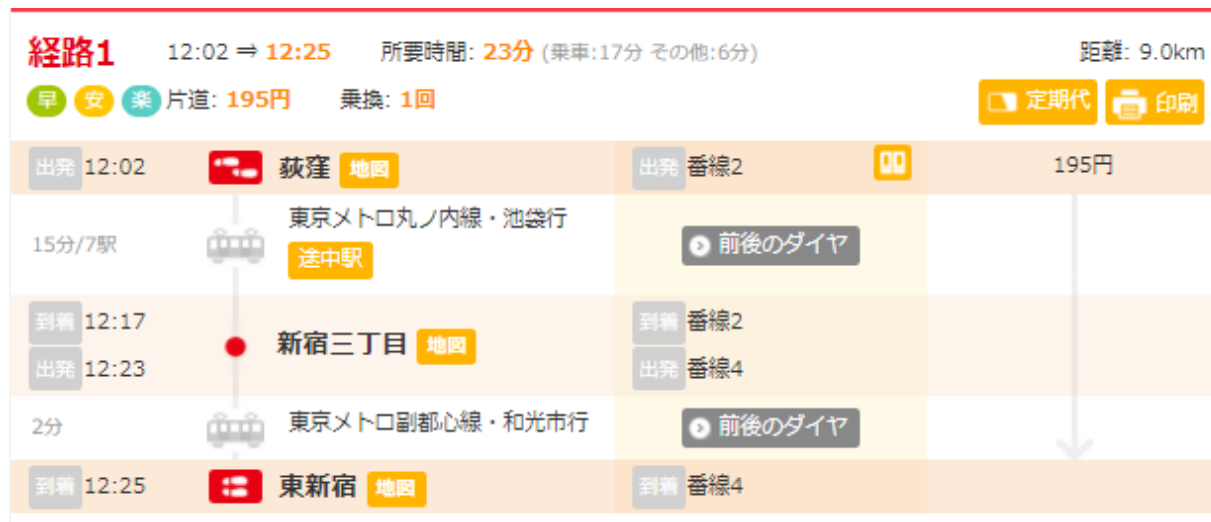 経路1 12:02 ⇒ 12:25 所要時間: 23分 (乗車:17分 その他:6分) 距離: 9.0km
早 安 楽 片道: 195円 乗換: 1回 定期代 印刷
出発 12:02 荻窪 地図 出発 番線2 195円
東京メトロ丸ノ内線・池袋行
15分/7駅 途中駅 前後のダイヤ
到着 12:17 到着 番線2
新宿三丁目 地図
出発 12:23 出発 番線4
2分 東京メトロ副都心線・和光市行 前後のダイヤ
到着 12:25 東新宿 地図 到着 番線4